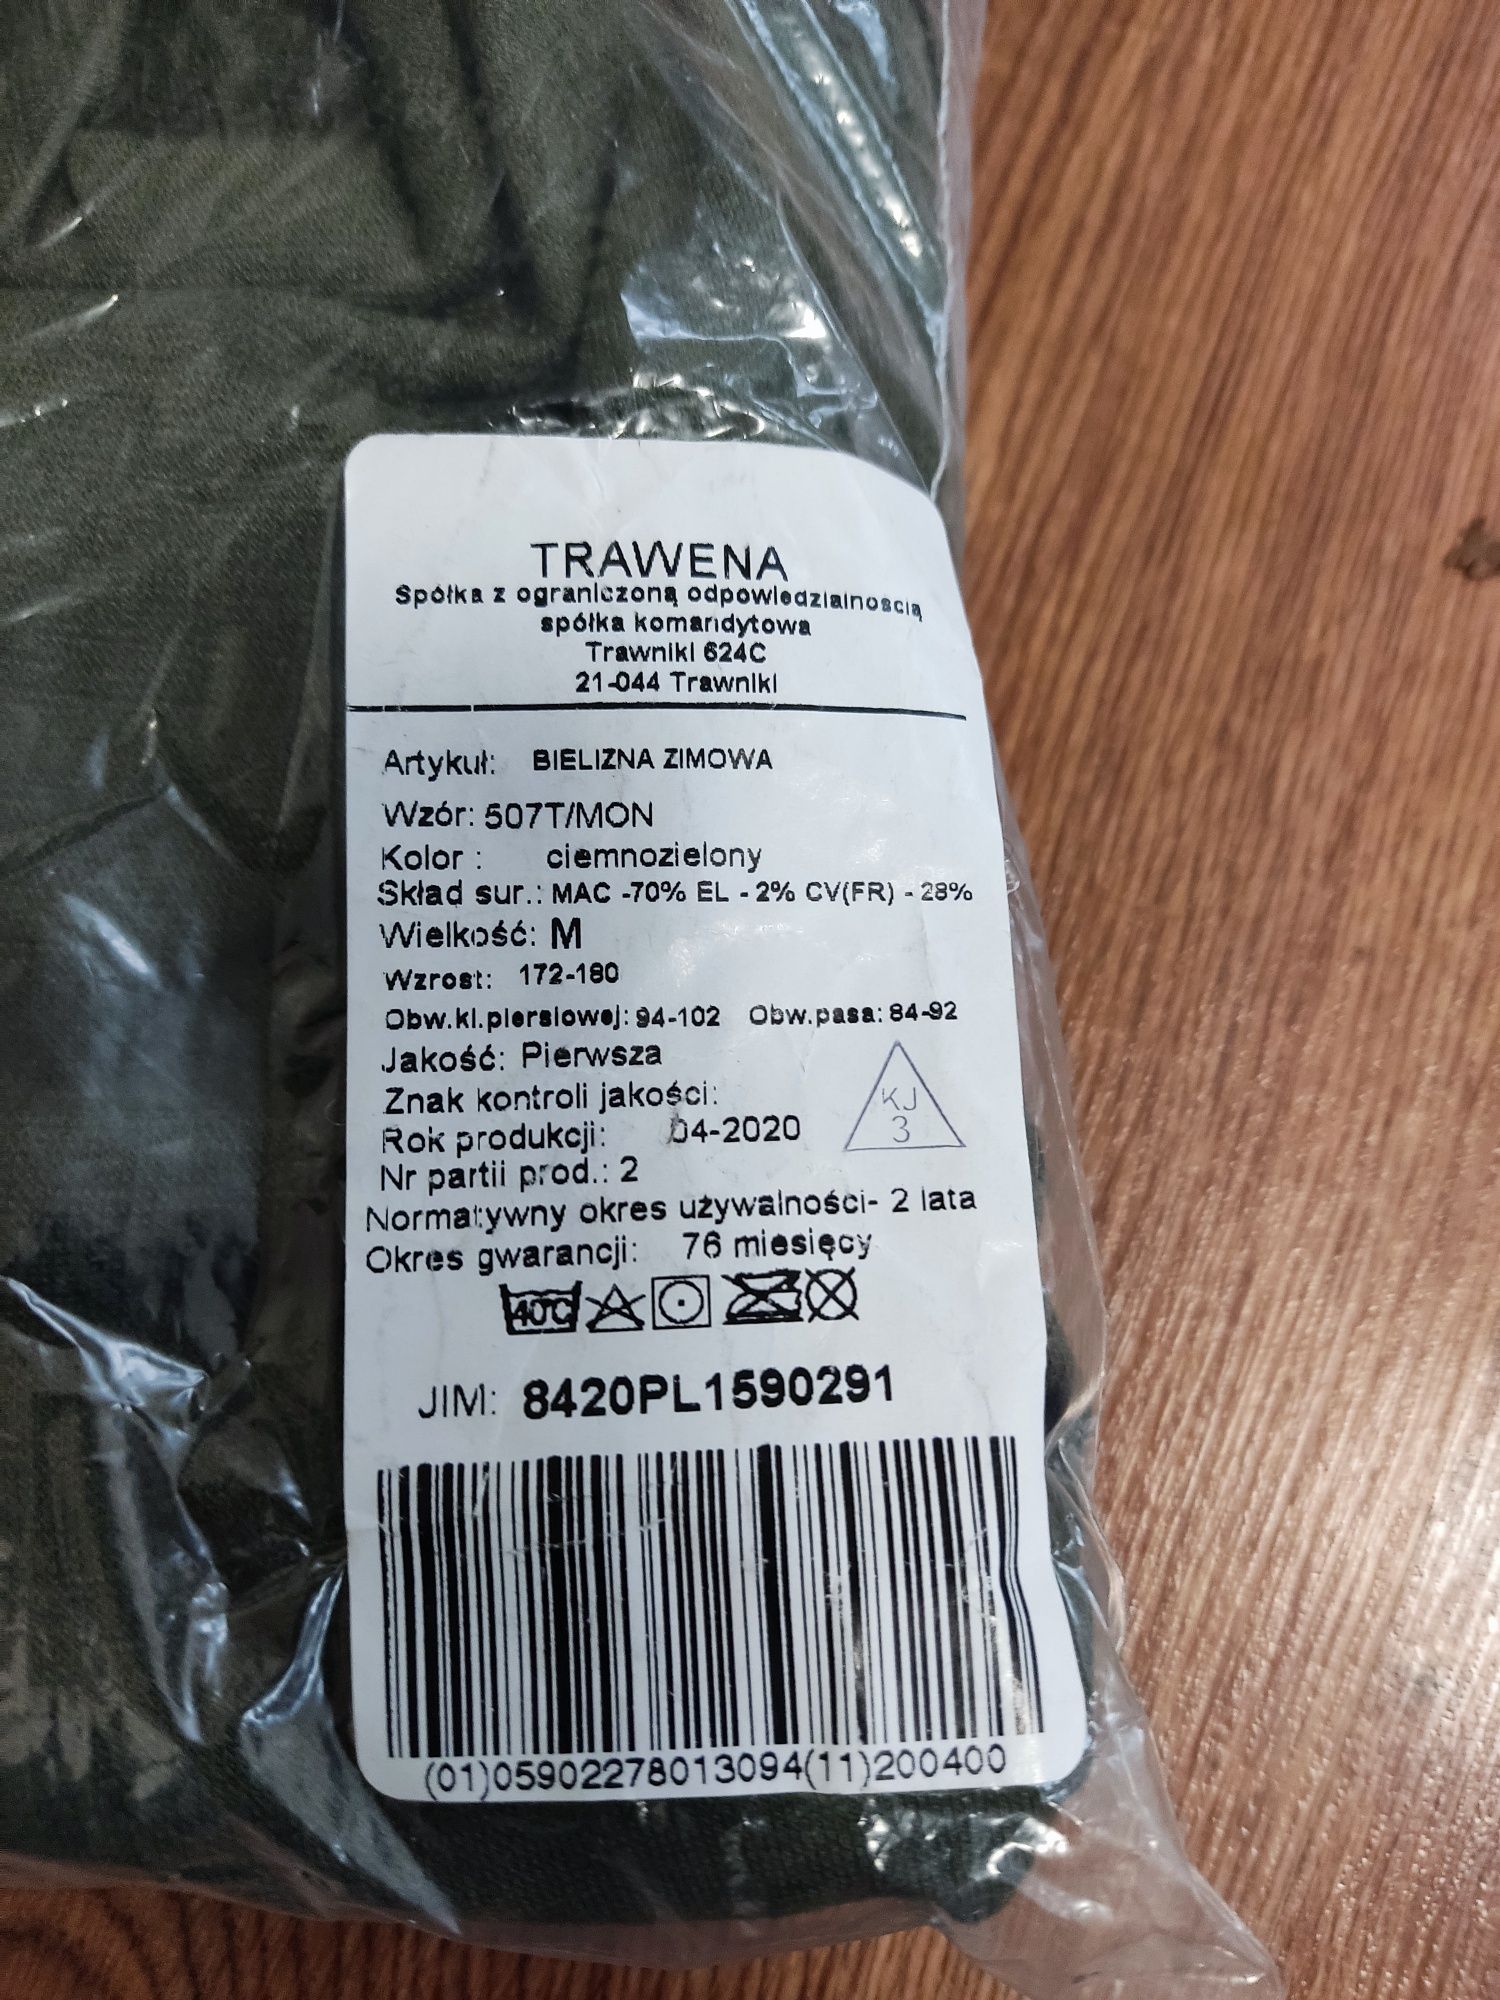 TRAWENA
Spółka z ograniczoną odpowiedzialnością
spółka komandytowa
Trawniki 624C
21-044 Trawniki
Artykuł: BIELIZNA ZIMOWA
Wzór: 507T/MON
Kolor : ciemnozielony
Skład sur.: MAC -70% EL - 2% CV(FR) - 28%
Wielkość: M
Wzrost: 172-180
Obw.kl.piersiowej: 94-102 Obw.pasa: 84-92
Jakość: Pierwsza
Znak kontroli jakości:
KJ
3
Rok produkcji: 04-2020
Nr partii prod.: 2
Normatywny okres używalności- 2 lata
Okres gwarancji: 76 miesięcy
40°C
JIM: 8420PL1590291
(01)05902278013094(11)200400